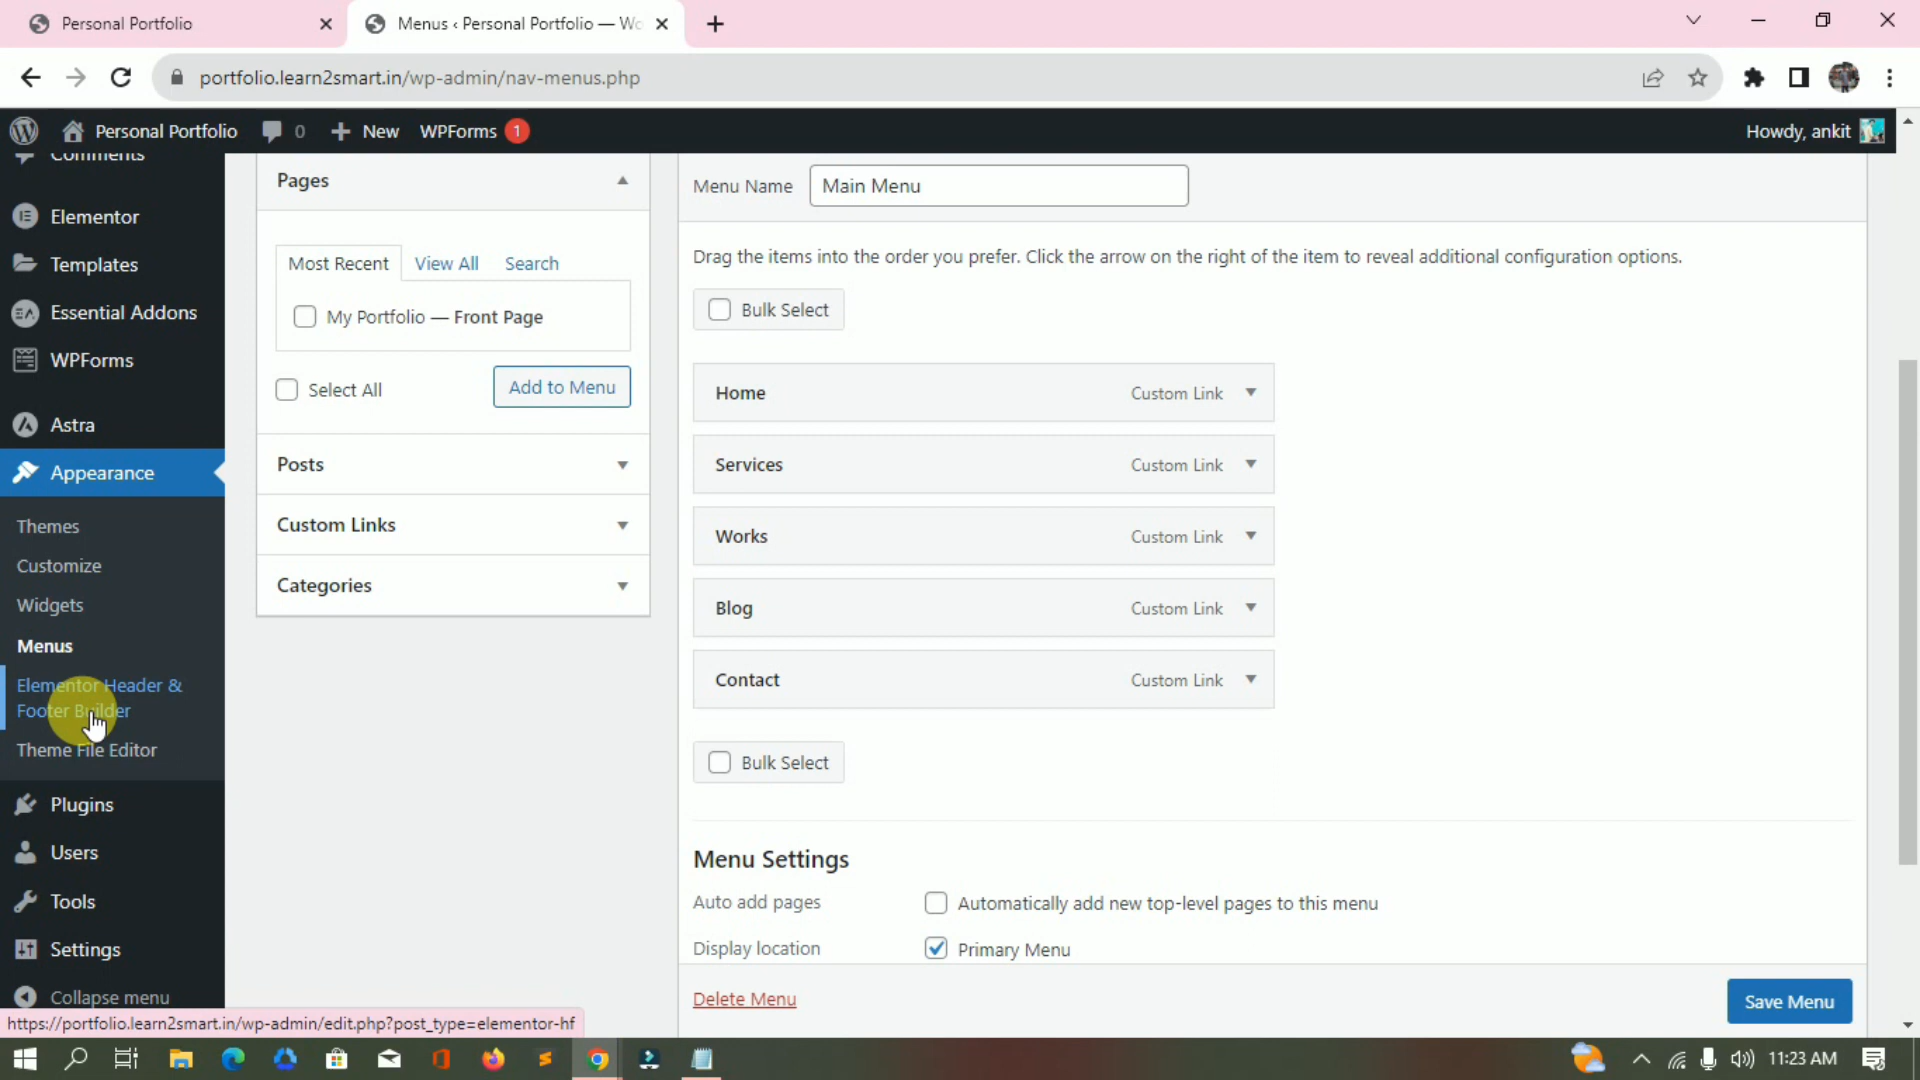 Personal Portfolio
Menus ‹ Personal Portfolio — Wo
portfolio.learn2smart.in/wp-admin/nav-menus.php
Personal Portfolio
0
New
WPForms 1
Howdy, ankit
Comments
Elementor
Templates
Essential Addons
WPForms
Astra
Appearance
Themes
Customize
Widgets
Menus
Elementor Header &
Footer Builder
Theme File Editor
Plugins
Users
Tools
Settings
Collapse menu
Pages
Most Recent View All Search
My Portfolio — Front Page
Select All
Add to Menu
Posts
Custom Links
Categories
Menu Name Main Menu
Drag the items into the order you prefer. Click the arrow on the right of the item to reveal additional configuration options.
Bulk Select
Home Custom Link
Services Custom Link
Works Custom Link
Blog Custom Link
Contact Custom Link
Bulk Select
Menu Settings
Auto add pages Automatically add new top-level pages to this menu
Display location Primary Menu
Delete Menu
Save Menu
https://portfolio.learn2smart.in/wp-admin/edit.php?post_type=elementor-hf
11:23 AM